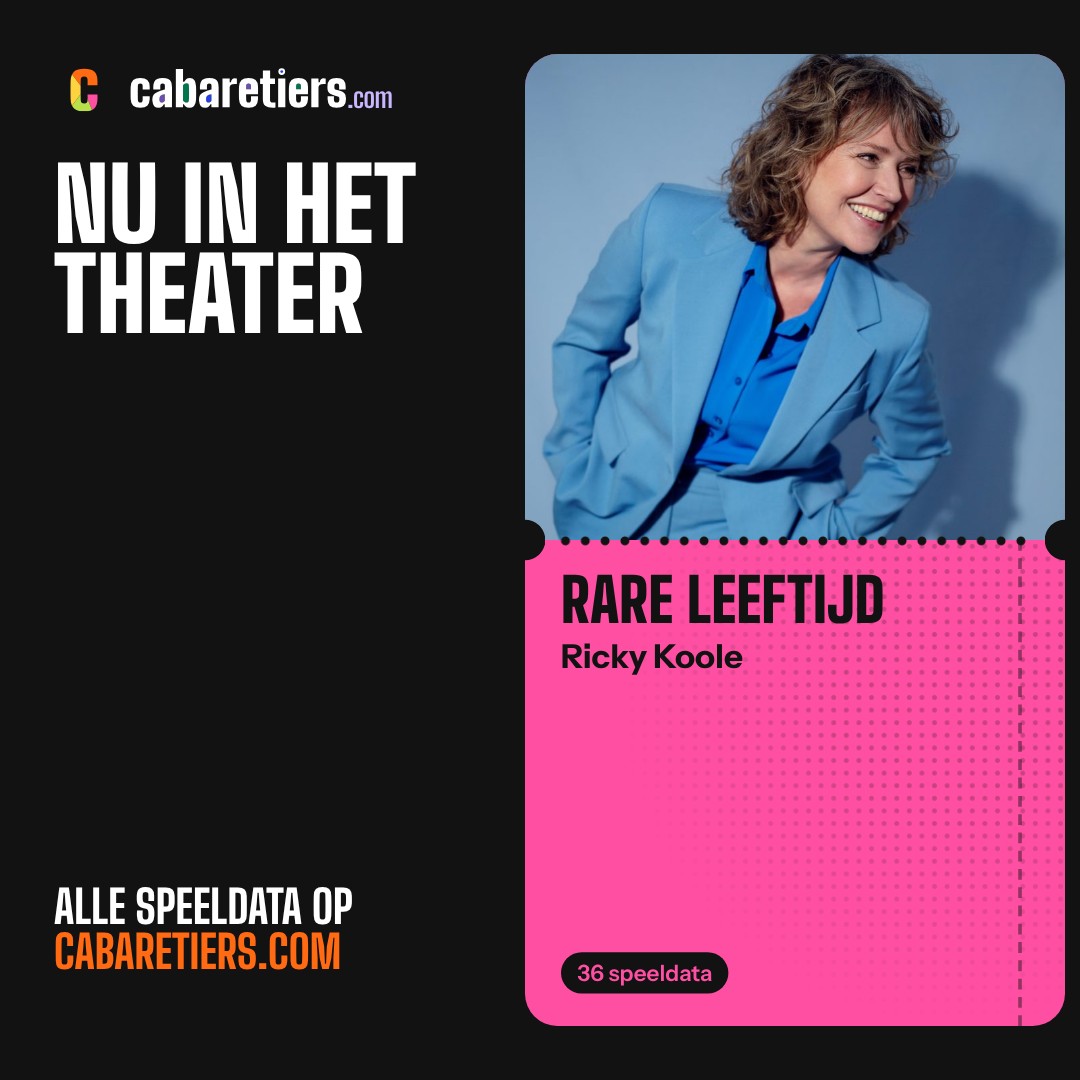 cabaretiers.com
NU IN HET
THEATER
RARE LEEFTIJD
Ricky Koole
36 speeldata
ALLE SPEELDATA OP
CABARETIERS.COM